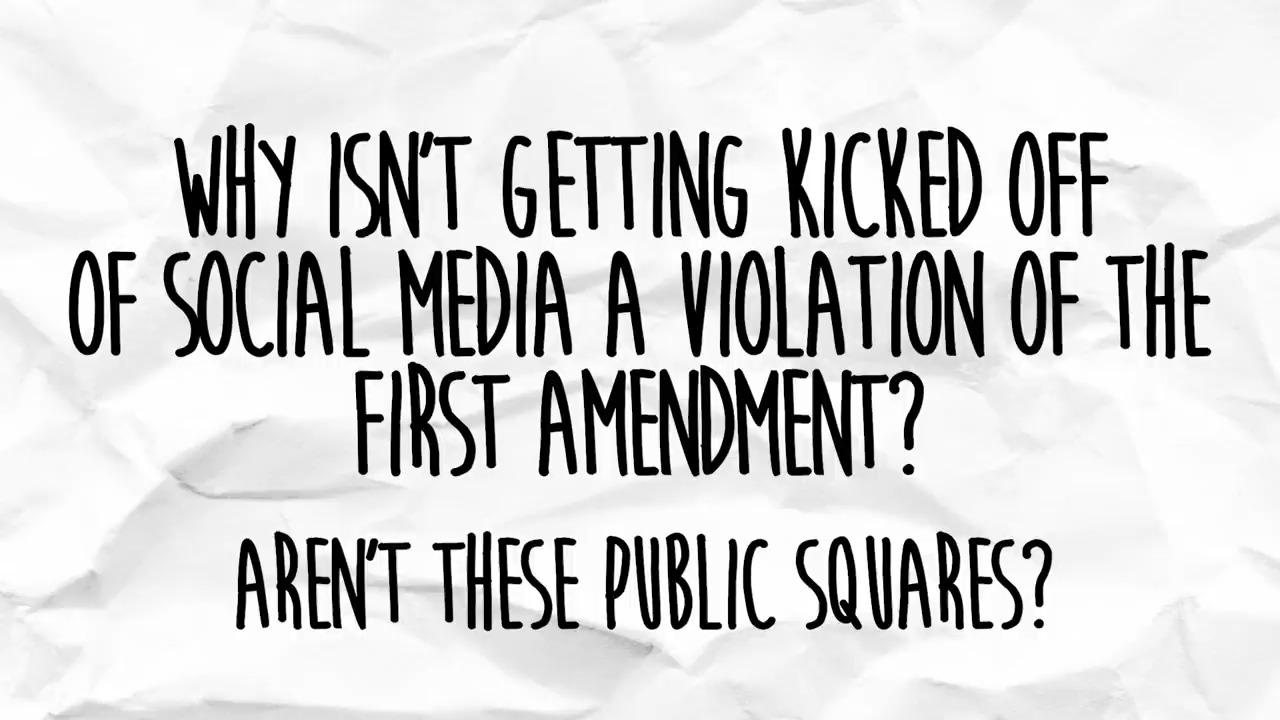 WHY ISN'T GETTING KICKED OFF
OF SOCIAL MEDIA A VIOLATION OF THE
FIRST AMENDMENT?
AREN'T THESE PUBLIC SQUARES?